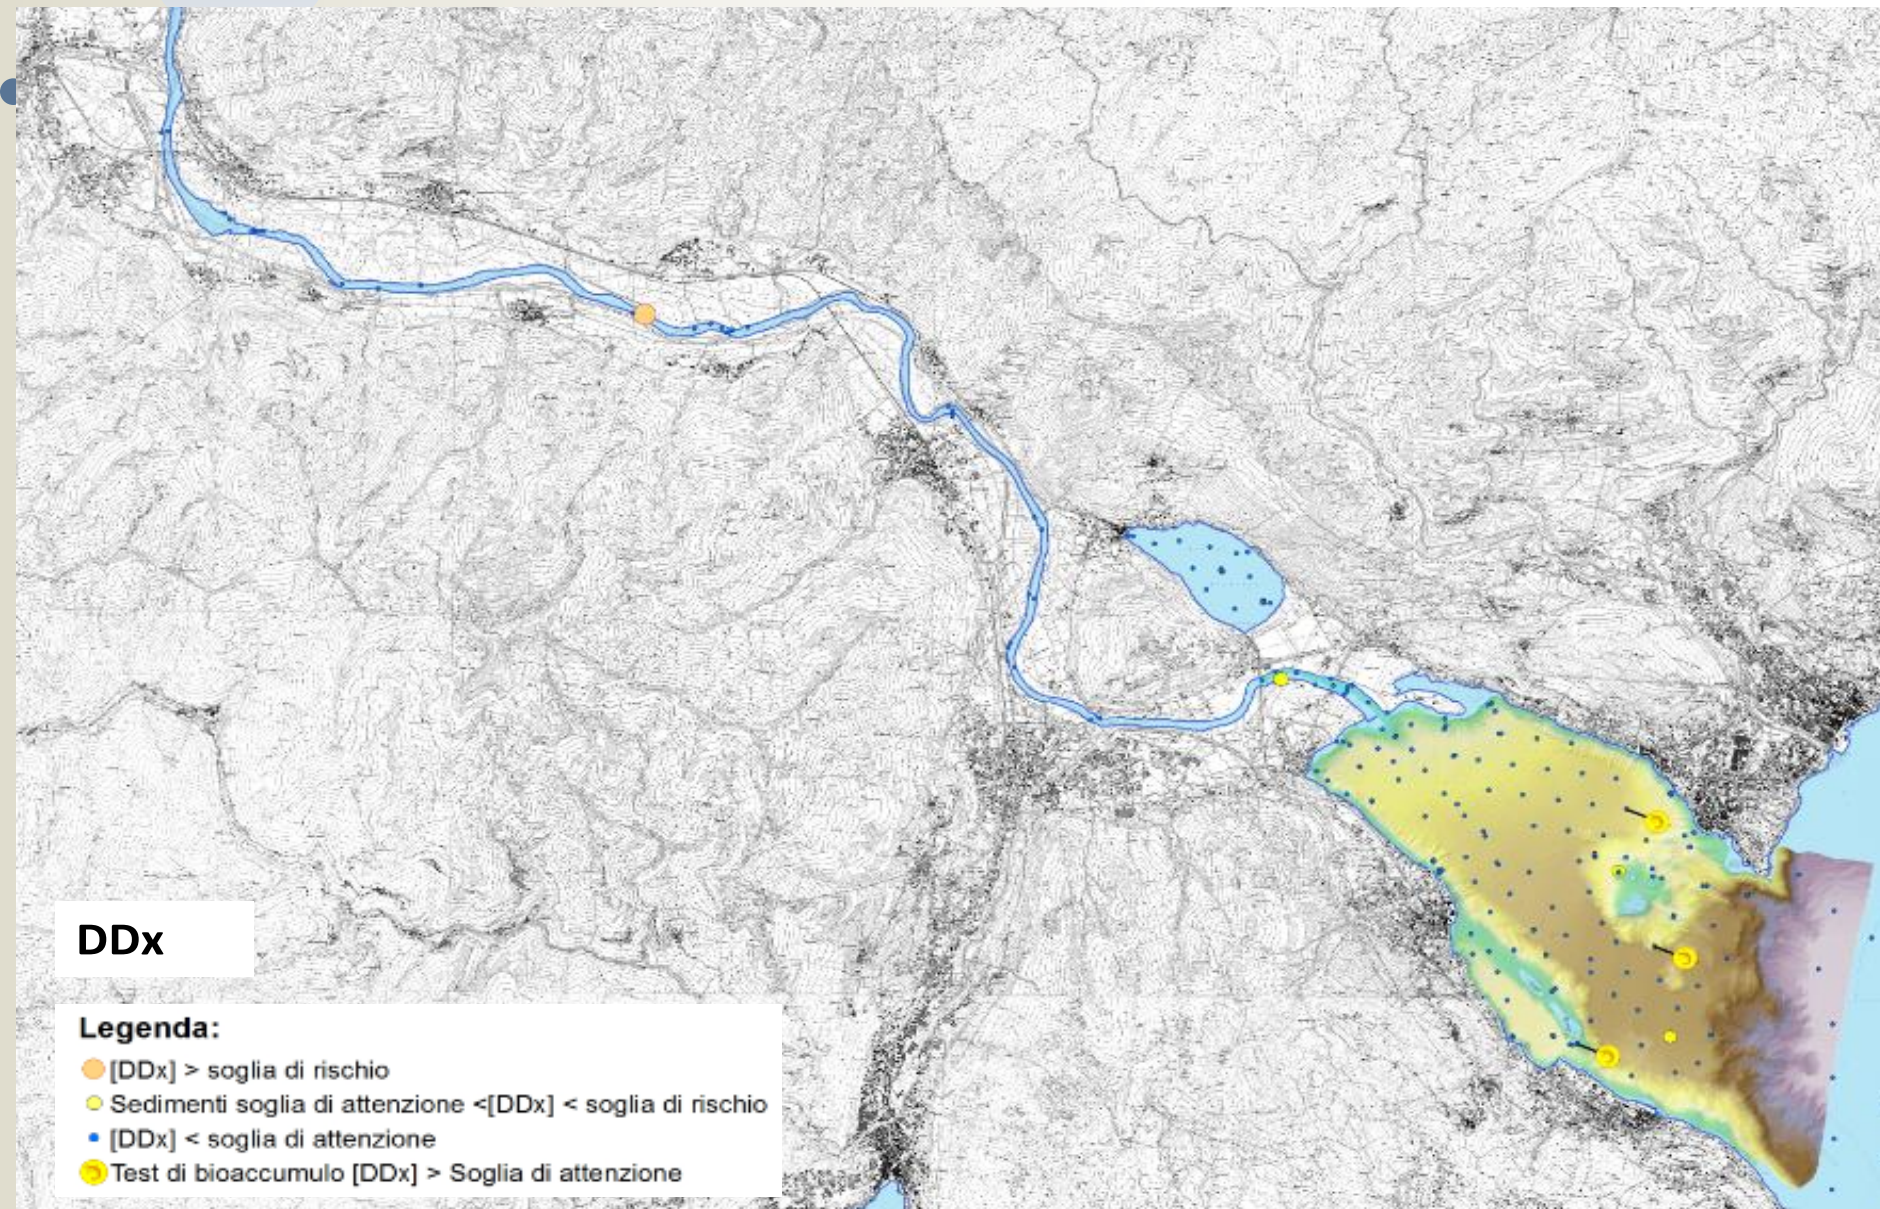 DDx
Legenda:
[DDx] > soglia di rischio
Sedimenti soglia di attenzione <[DDx] < soglia di rischio
[DDx] < soglia di attenzione
Test di bioaccumulo [DDx] > Soglia di attenzione